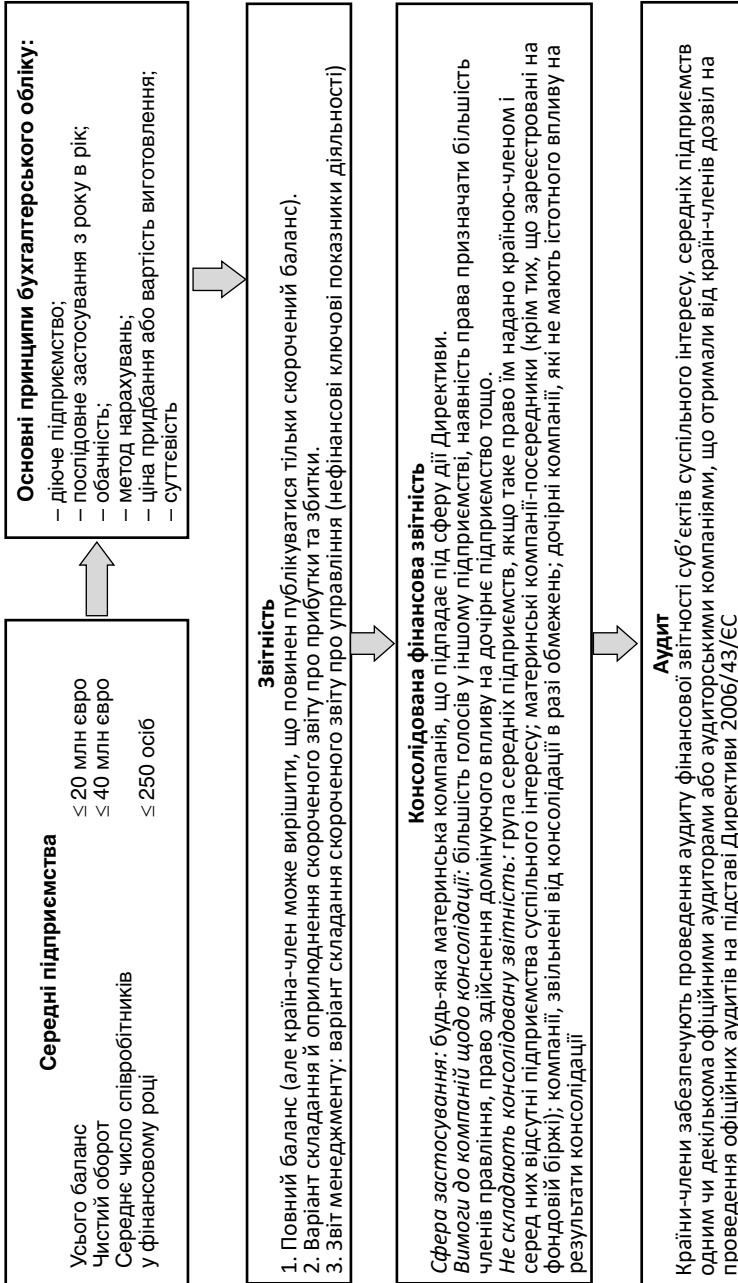 Середні підприємства
Усього баланс ≤ 20 млн євро
Чистий оборот ≤ 40 млн євро
Середнє число співробітників
у фінансовому році ≤ 250 осіб
Основні принципи бухгалтерського обліку:
– діюче підприємство;
– послідовне застосування з року в рік;
– обачність;
– метод нарахувань;
– ціна придбання або вартість виготовлення;
– суттєвість
Звітність
1. Повний баланс (але країна-член може вирішити, що повинен публікуватися тільки скорочений баланс).
2. Варіант складання й оприлюднення скороченого звіту про прибутки та збитки.
3. Звіт менеджменту: варіант складання скороченого звіту про управління (нефінансові ключові показники діяльності)
Консолідована фінансова звітність
Сфера застосування: будь-яка материнська компанія, що підпадає під сферу дії Директиви.
Вимоги до компаній щодо консолідації: більшість голосів у іншому підприємстві, наявність права призначати більшість
членів правління, право здійснення домінуючого впливу на дочірнє підприємство тощо.
Не складають консолідовану звітність: група середніх підприємств, якщо таке право їм надано країною-членом і
серед них відсутні підприємства суспільного інтересу; материнські компанії-посередники (крім тих, що зареєстровані на
фондовій біржі); компанії, звільнені від консолідації в разі обмежень; дочірні компанії, які не мають істотного впливу на
результати консолідації
Аудит
Країни-члени забезпечують проведення аудиту фінансової звітності суб’єктів суспільного інтересу, середніх підприємств
одним чи декількома офіційними аудиторами або аудиторськими компаніями, що отримали від країн-членів дозвіл на
проведення офіційних аудитів на підставі Директиви 2006/43/ЄС